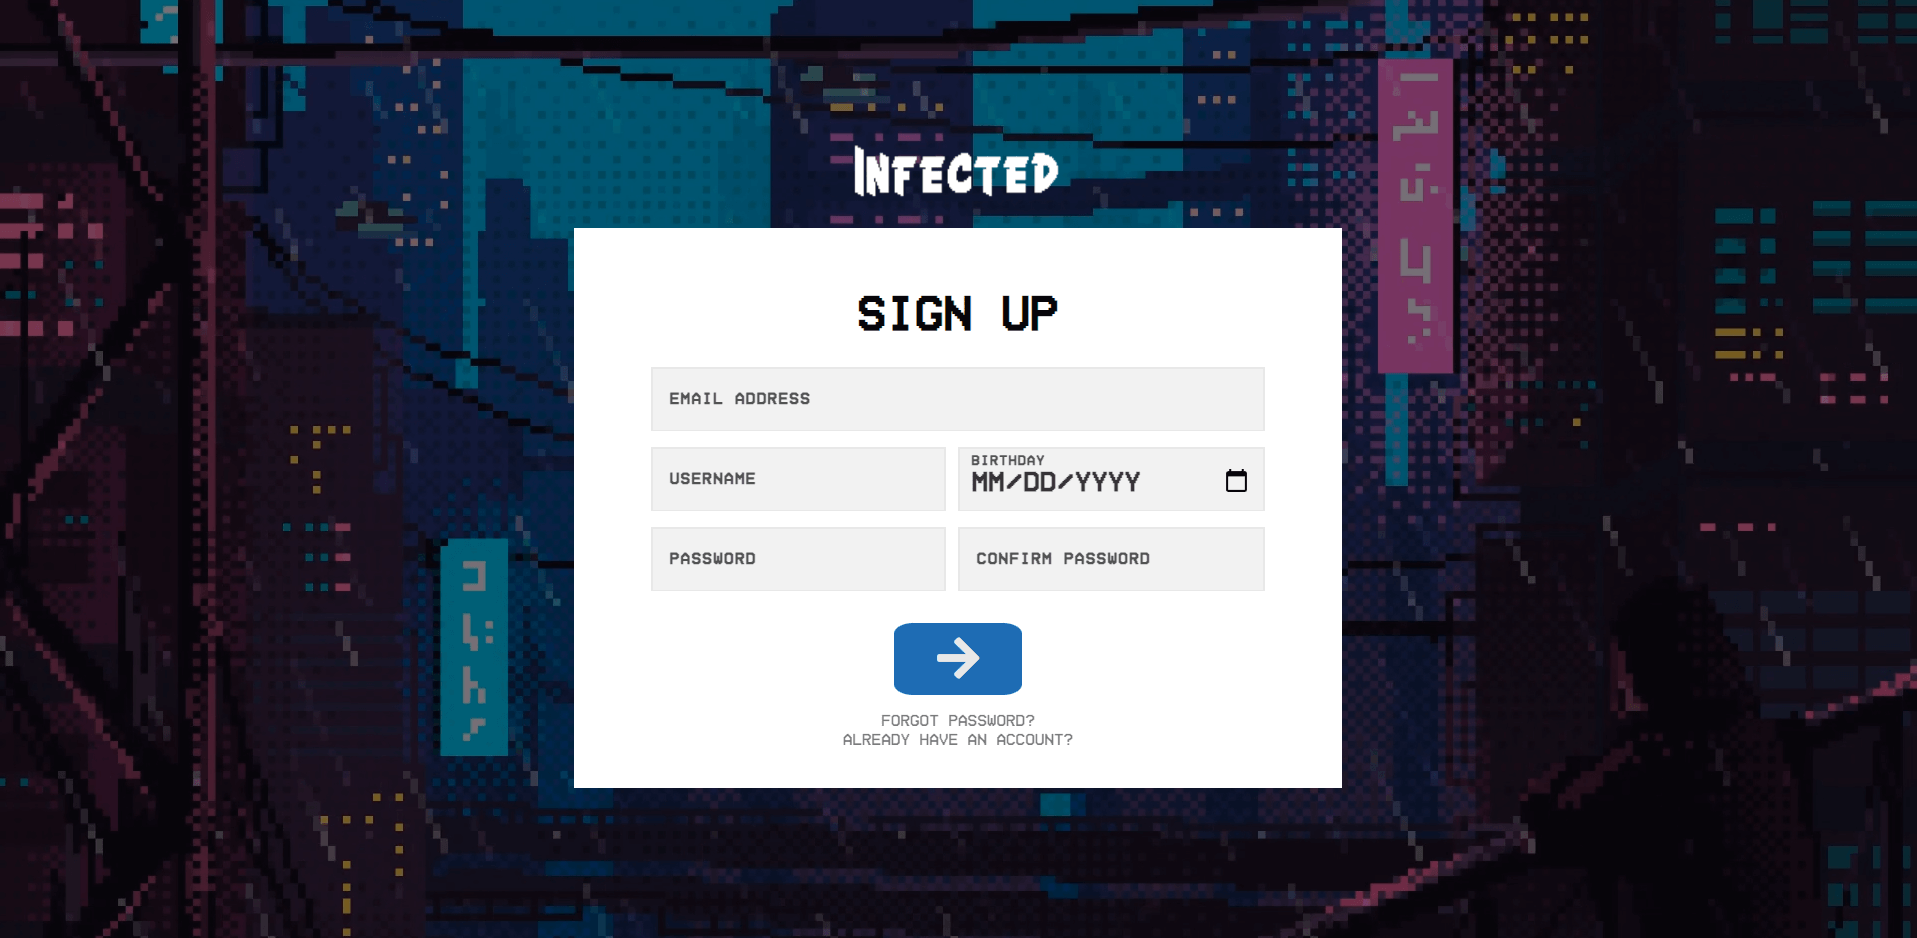 INFECTED
SIGN UP
EMAIL ADDRESS
USERNAME
BIRTHDAY
MM/DD/YYYY
PASSWORD
CONFIRM PASSWORD
FORGOT PASSWORD?
ALREADY HAVE AN ACCOUNT?